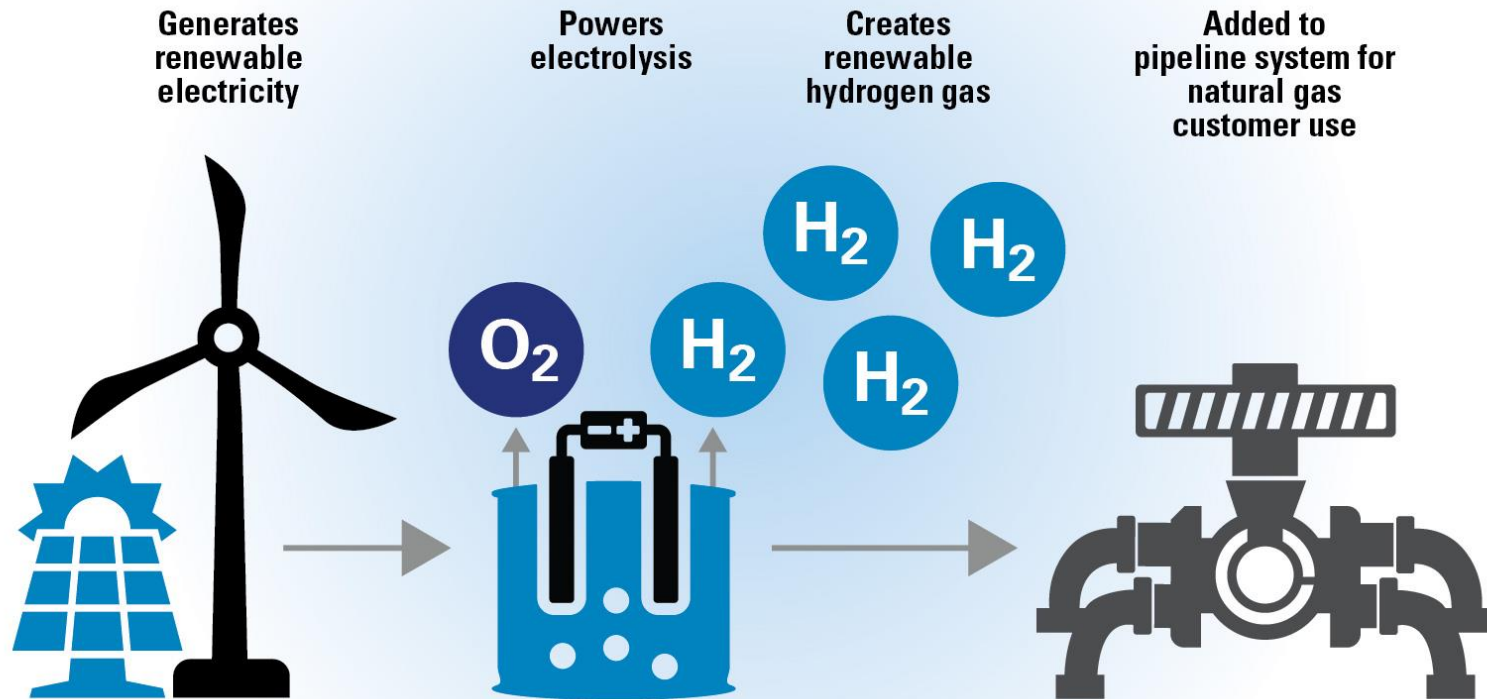 Generates
renewable
electricity
Powers
electrolysis
Creates
renewable
hydrogen gas
Added to
pipeline system for
natural gas
customer use
H₂
H₂
O₂
H₂
H₂